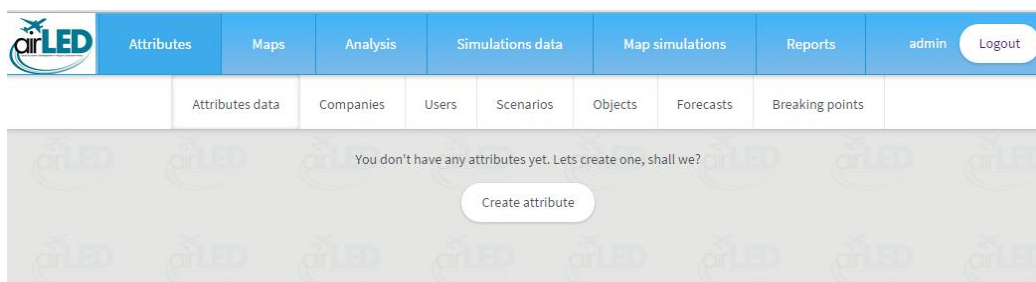 airLED
Attributes Maps Analysis Simulations data Map simulations Reports admin Logout
Attributes data Companies Users Scenarios Objects Forecasts Breaking points
You don't have any attributes yet. Lets create one, shall we?
Create attribute